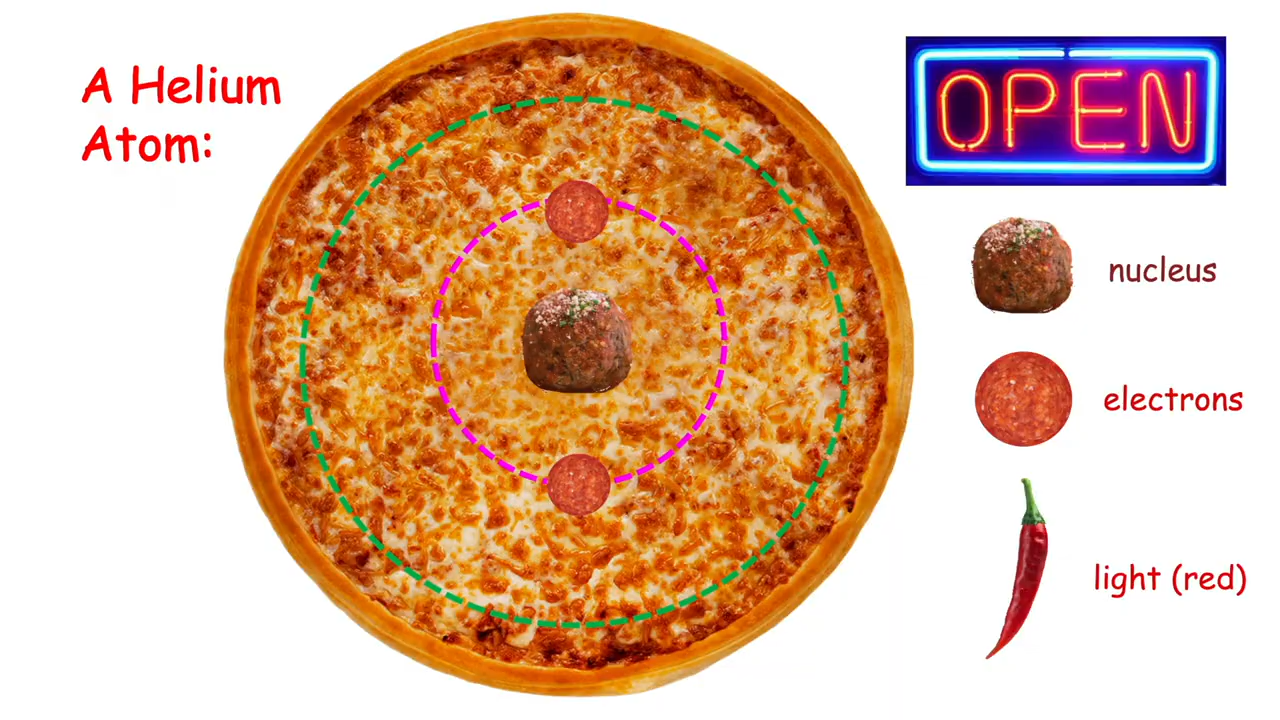 A Helium
Atom:
OPEN
nucleus
electrons
light (red)